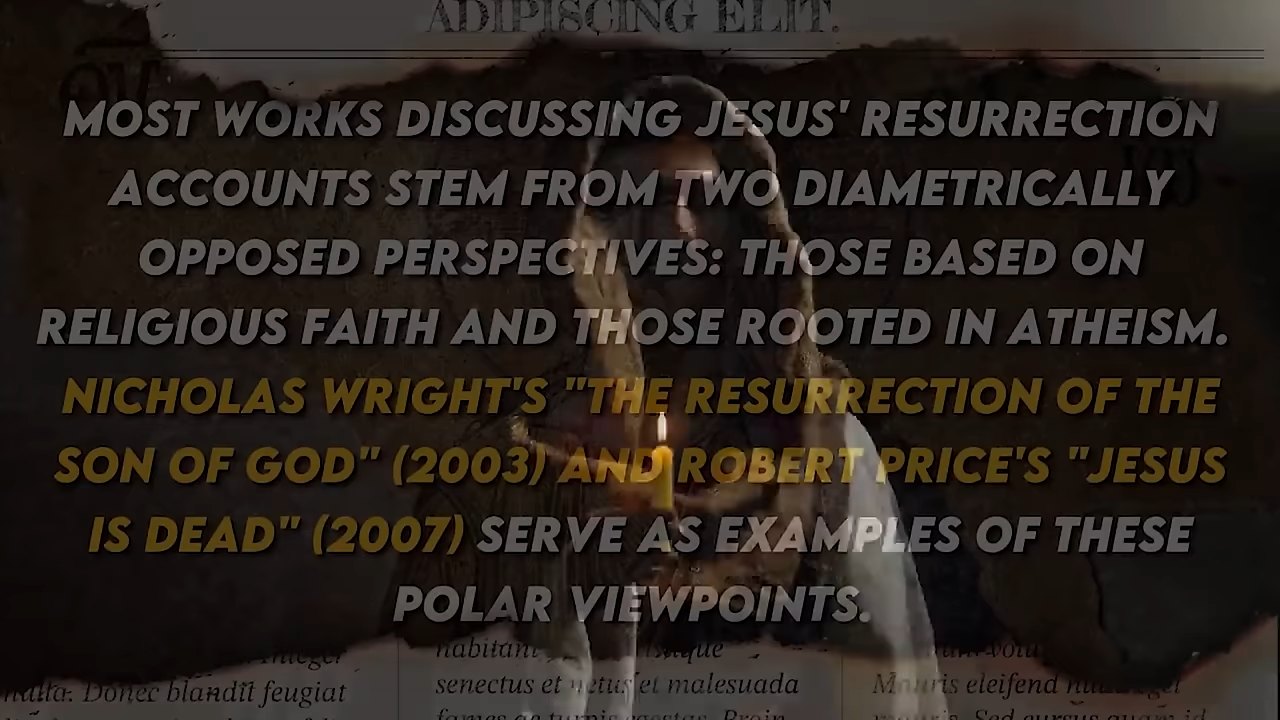 ADIPISCING ELIT.
MOST WORKS DISCUSSING JESUS' RESURRECTION
ACCOUNTS STEM FROM TWO DIAMETRICALLY
OPPOSED PERSPECTIVES: THOSE BASED ON
RELIGIOUS FAITH AND THOSE ROOTED IN ATHEISM.
NICHOLAS WRIGHT'S "THE RESURRECTION OF THE
SON OF GOD" (2003) AND ROBERT PRICE'S "JESUS
IS DEAD" (2007) SERVE AS EXAMPLES OF THESE
POLAR VIEWPOINTS.
habitant
Donec blandit feugiat senectus et netus et malesuada Mauris eleifend